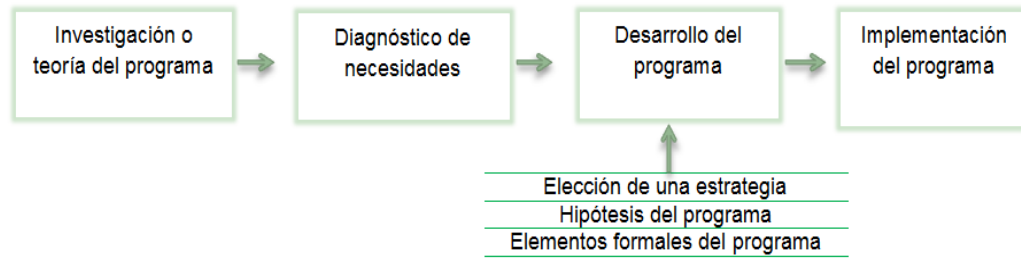 Investigación o
teoría del programa
Diagnóstico de
necesidades
Desarrollo del
programa
Implementación
del programa
Elección de una estrategia
Hipótesis del programa
Elementos formales del programa